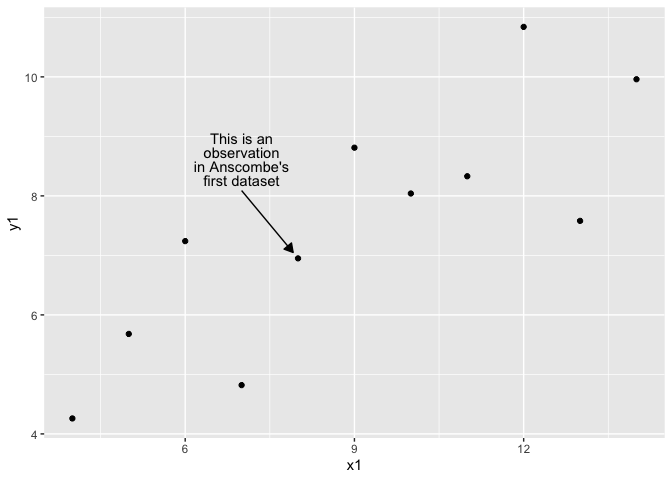 10
8
6
4
y1
This is an
observation
in Anscombe's
first dataset
6
9
12
x1